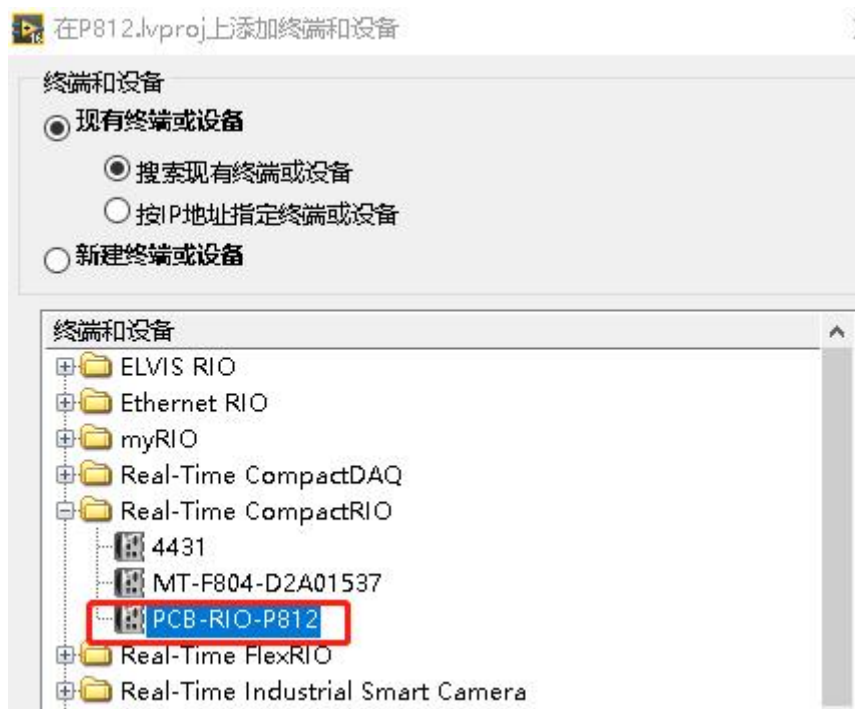 在P812.lvproj上添加终端和设备
终端和设备
现有终端或设备
搜索现有终端或设备
按IP地址指定终端或设备
新建终端或设备
终端和设备
ELVIS RIO
Ethernet RIO
myRIO
Real-Time CompactDAQ
Real-Time CompactRIO
4431
MT-F804-D2A01537
PCB-RIO-P812
Real-Time FlexRIO
Real-Time Industrial Smart Camera